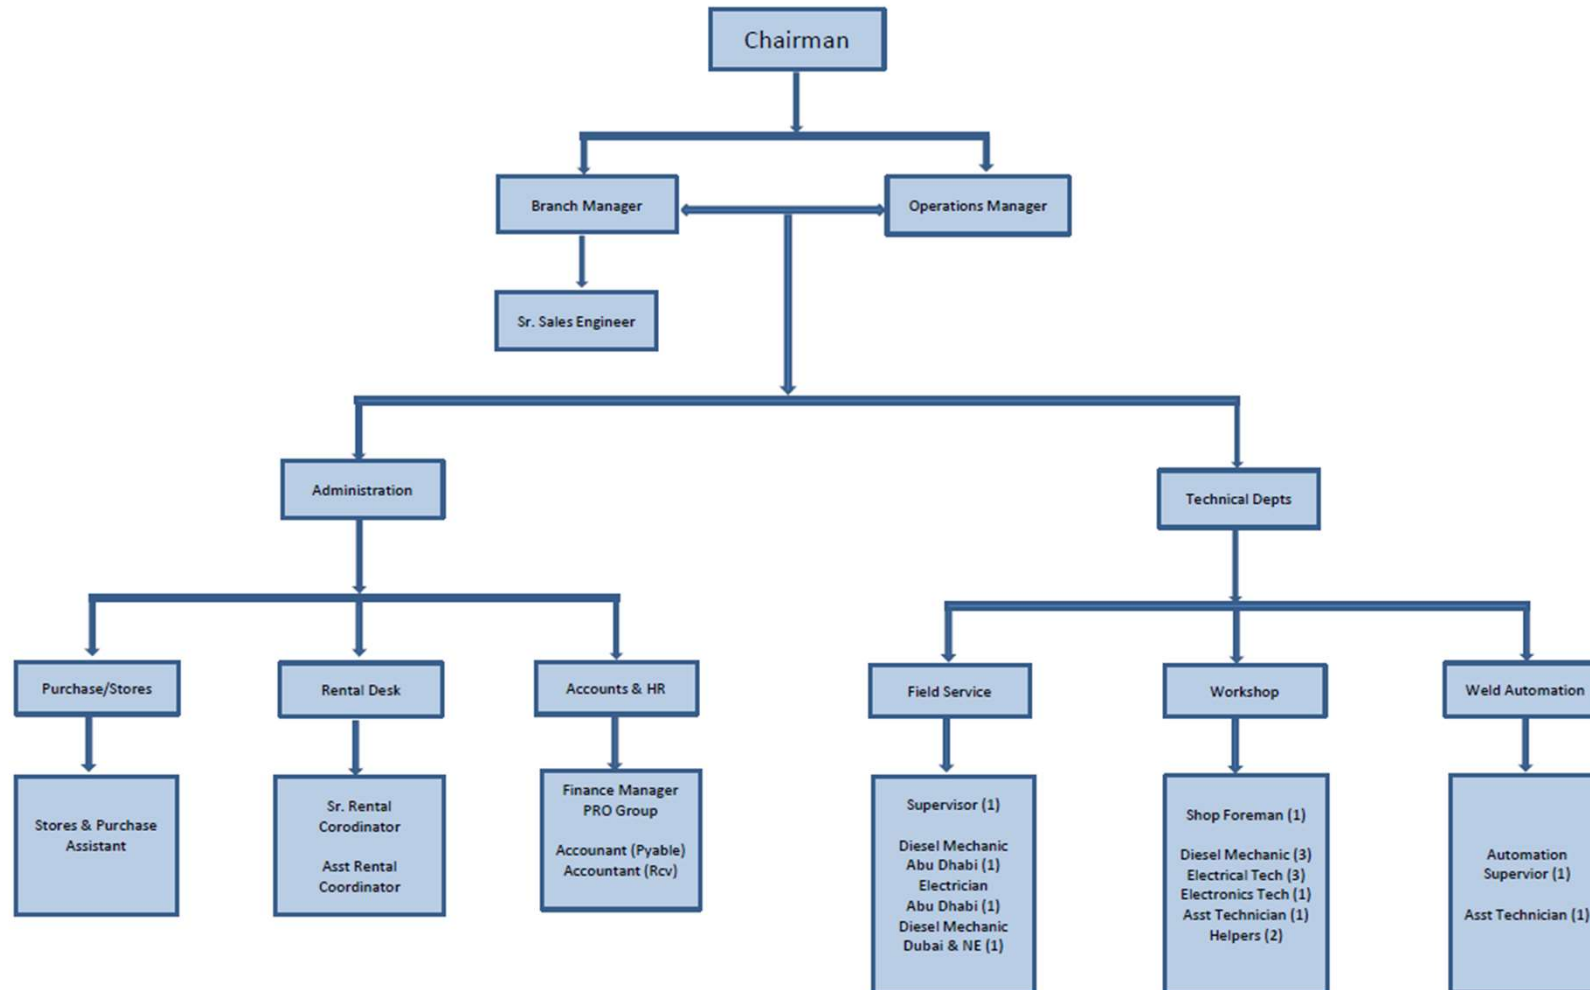 Chairman
Branch Manager
Operations Manager
Sr. Sales Engineer
Administration
Technical Depts
Purchase/Stores
Rental Desk
Accounts & HR
Field Service
Workshop
Weld Automation
Stores & Purchase
Assistant
Sr. Rental
Corodinator
Asst Rental
Coordinator
Finance Manager
PRO Group
Accounant (Pyable)
Accountant (Rcv)
Supervisor (1)
Diesel Mechanic
Abu Dhabi (1)
Electrician
Abu Dhabi (1)
Diesel Mechanic
Dubai & NE (1)
Shop Foreman (1)
Diesel Mechanic (3)
Electrical Tech (3)
Electronics Tech (1)
Asst Technician (1)
Helpers (2)
Automation
Supervior (1)
Asst Technician (1)